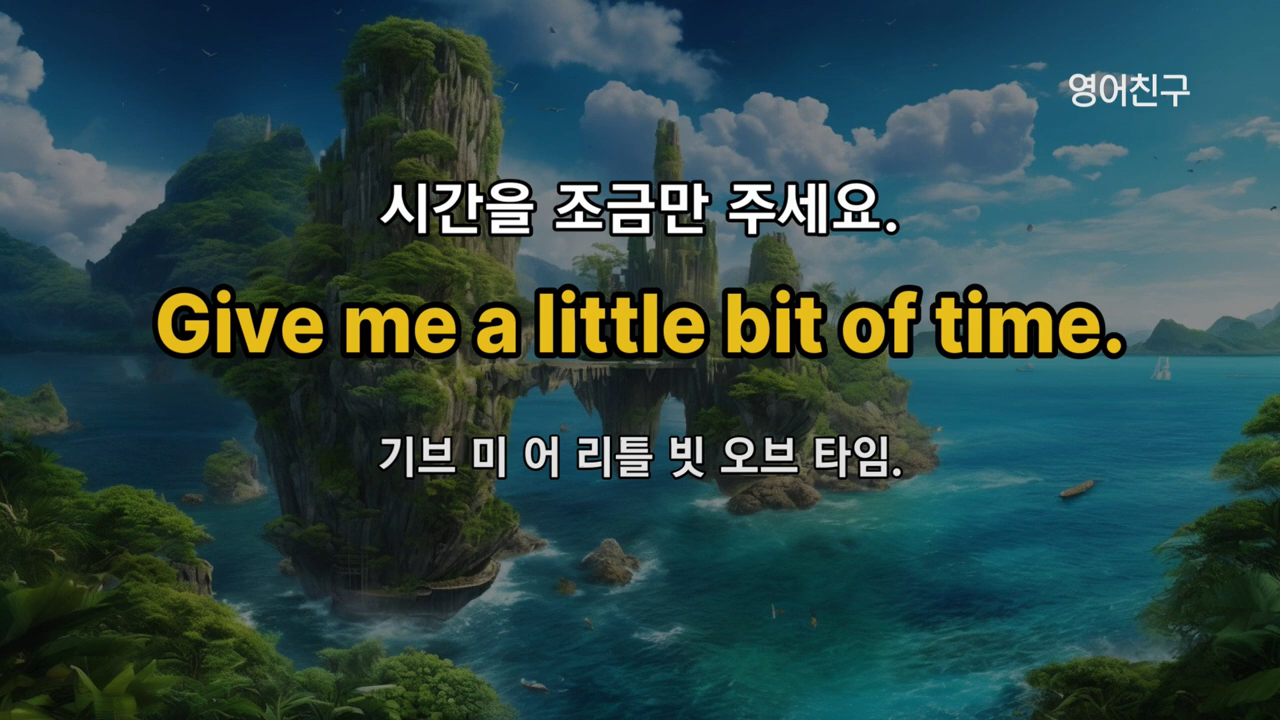 영어친구
시간을 조금만 주세요.
Give me a little bit of time.
기브 미 어 리틀 빗 오브 타임.